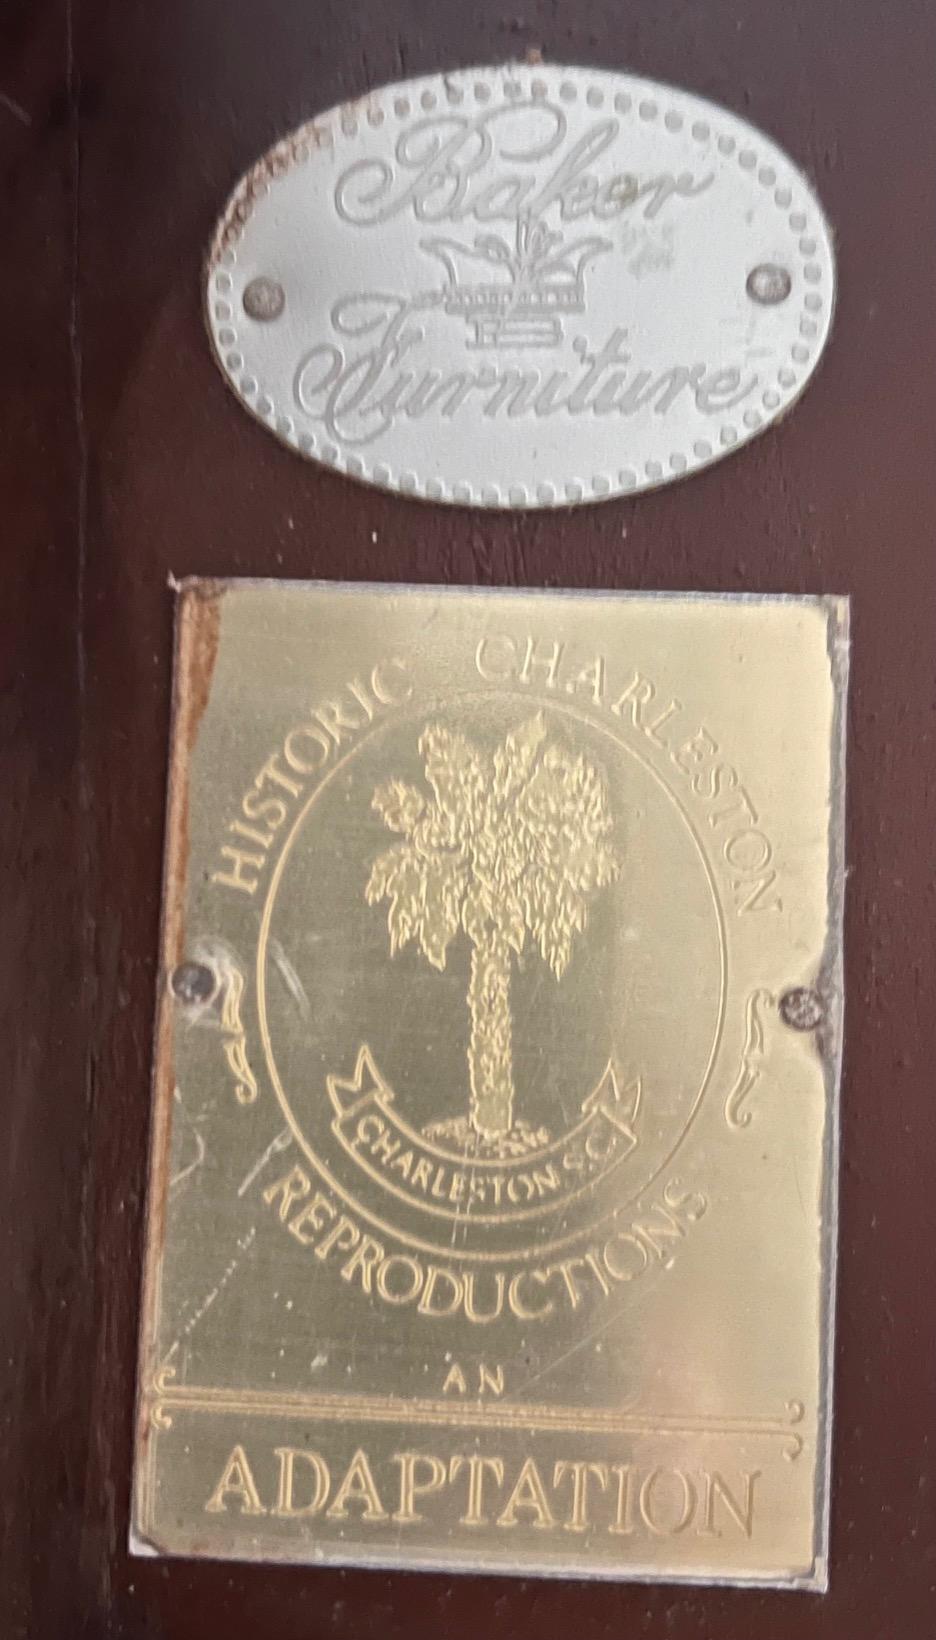 Baker
Furniture
HISTORIC CHARLESTON
CHARLESTON, S.C.
REPRODUCTIONS
AN
ADAPTATION